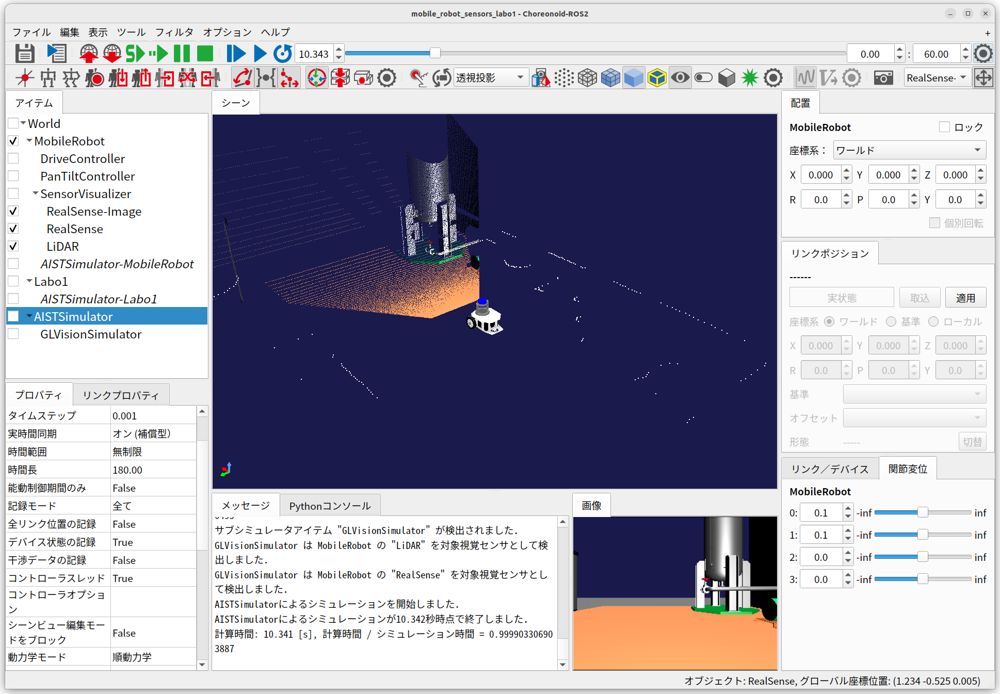 mobile_robot_sensors_labo1 - Choreonoid-ROS2
ファイル 編集 表示 ツール フィルタ オプション ヘルプ
10.343 0.00 : 60.00
透視投影 RealSense-
アイテム
World
MobileRobot
DriveController
PanTiltController
SensorVisualizer
RealSense-Image
RealSense
LiDAR
AISTSimulator-MobileRobot
Labo1
AISTSimulator-Labo1
AISTSimulator
GLVisionSimulator
プロパティ リンクプロパティ
タイムステップ 0.001
実時間同期 オン (補償型)
時間範囲 無制限
時間長 180.00
能動制御期間のみ False
記録モード 全て
全リンク位置の記録 False
デバイス状態の記録 True
干渉データの記録 False
コントローラスレッド True
コントローラオプショ
ン
シーンビュー編集モー
ドをブロック False
動力学モード 順動力学
シーン
メッセージ Pythonコンソール
サブシミュレータアイテム "GLVisionSimulator" が検出されました.
GLVisionSimulator は MobileRobot の "LiDAR" を対象視覚センサとして検
出しました.
GLVisionSimulator は MobileRobot の "RealSense" を対象視覚センサとし
て検出しました.
AISTSimulatorによるシミュレーションを開始しました.
AISTSimulatorによるシミュレーションが10.342秒時点で終了しました.
計算時間: 10.341 [s], 計算時間 / シミュレーション時間 = 0.99990330690
3887
画像
配置
MobileRobot ロック
座標系： ワールド
X 0.000 Y 0.000 Z 0.000
R 0.0 P 0.0 Y 0.0
個別回転
リンクポジション
------
実状態 取込 適用
座標系 ワールド 基準 ローカル
X 0.000 Y 0.000 Z 0.000
R 0.0 P 0.0 Y 0.0
基準
オフセット
形態 ----- 切替
リンク／デバイス 関節変位
MobileRobot
0: 0.1 -inf inf
1: 0.1 -inf inf
2: 0.0 -inf inf
3: 0.0 -inf inf
オブジェクト: RealSense, グローバル座標位置: (1.234 -0.525 0.005)